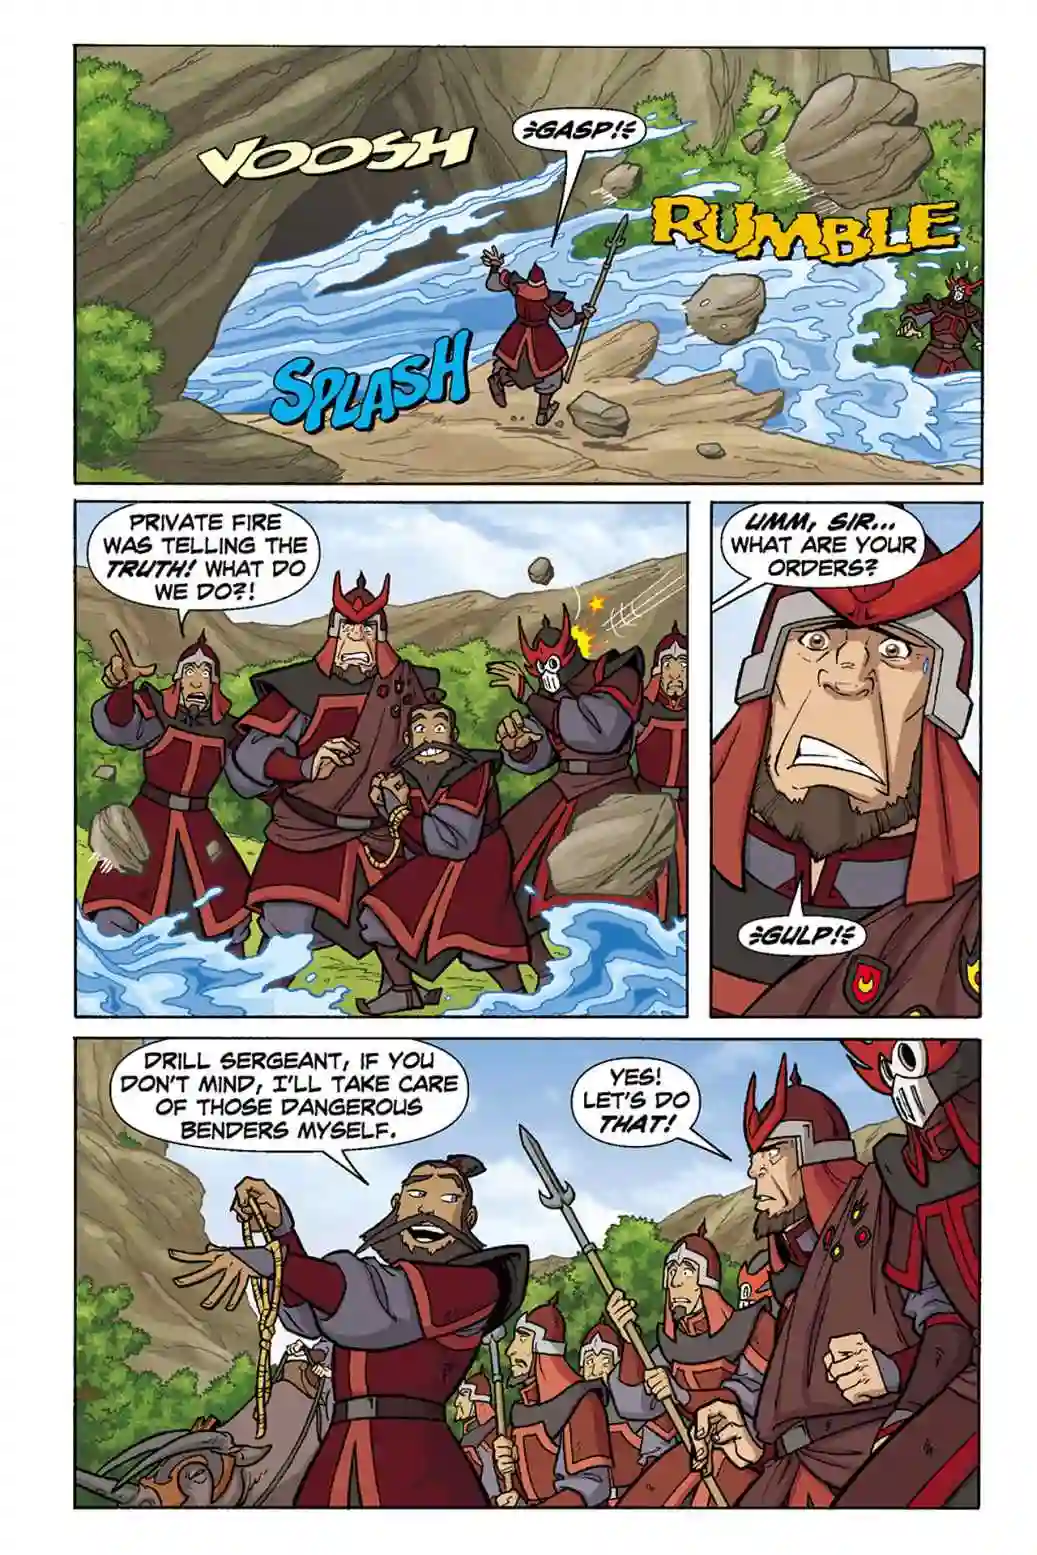 VOOSH
GASP!
RUMBLE
SPLASH
PRIVATE FIRE
WAS TELLING THE
TRUTH! WHAT DO
WE DO?!
UMM, SIR...
WHAT ARE YOUR
ORDERS?
GULP!
DRILL SERGEANT, IF YOU
DON'T MIND, I'LL TAKE CARE
OF THOSE DANGEROUS
BENDERS MYSELF.
YES!
LET'S DO
THAT!